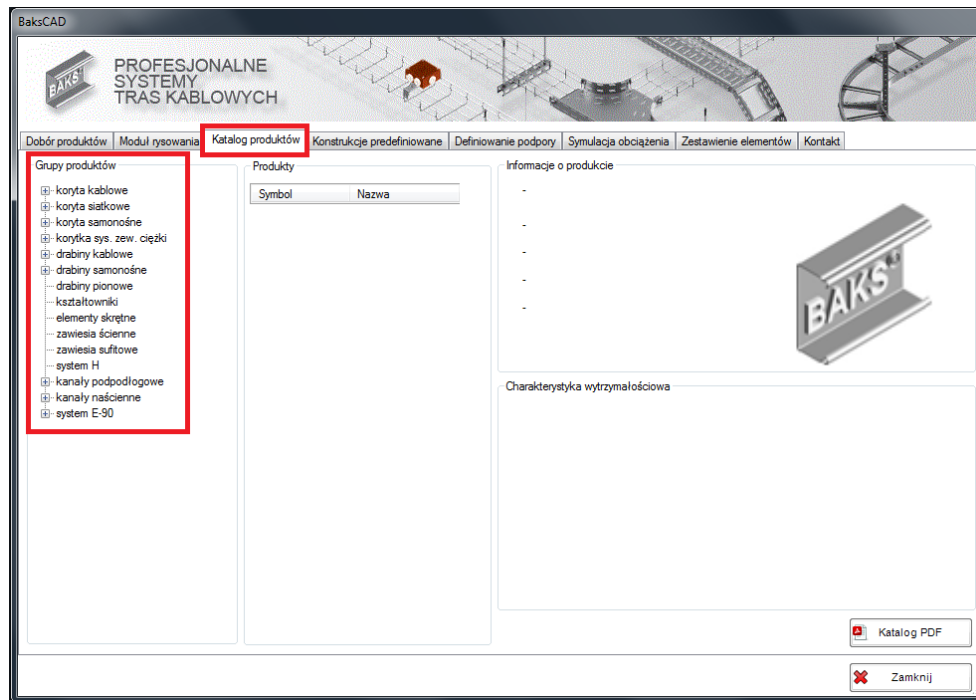 BaksCAD
BAKS
PROFESJONALNE
SYSTEMY
TRAS KABLOWYCH
Dobór produktów Moduł rysowania Katalog produktów Konstrukcje predefiniowane Definiowanie podpory Symulacja obciążenia Zestawienie elementów Kontakt
Grupy produktów
koryta kablowe
koryta siatkowe
koryta samonośne
korytka sys. zew. ciężki
drabiny kablowe
drabiny samonośne
drabiny pionowe
kształtowniki
elementy skrętne
zawiesia ścienne
zawiesia sufitowe
system H
kanały podpodłogowe
kanały naścienne
system E-90
Produkty
Symbol Nazwa
Informacje o produkcie
-
-
-
-
-
BAKS®
Charakterystyka wytrzymałościowa
Katalog PDF
Zamknij